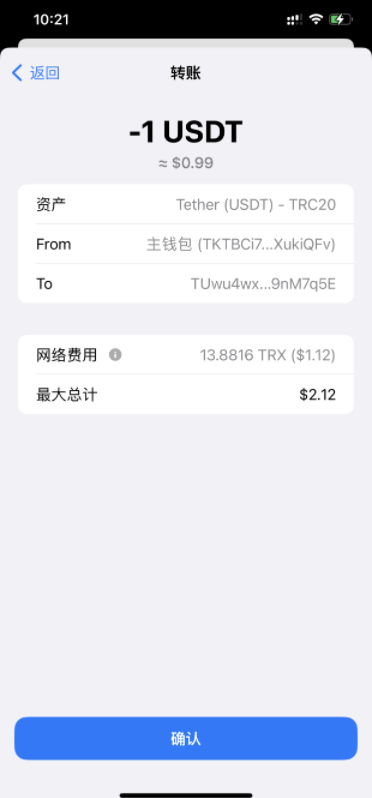 10:21
返回
转账
-1 USDT
≈ $0.99
资产 Tether (USDT) - TRC20
From 主钱包 (TKTBCi7...XukiQFv)
To TUwu4wx...9nM7q5E
网络费用 13.8816 TRX ($1.12)
最大总计 $2.12
确认